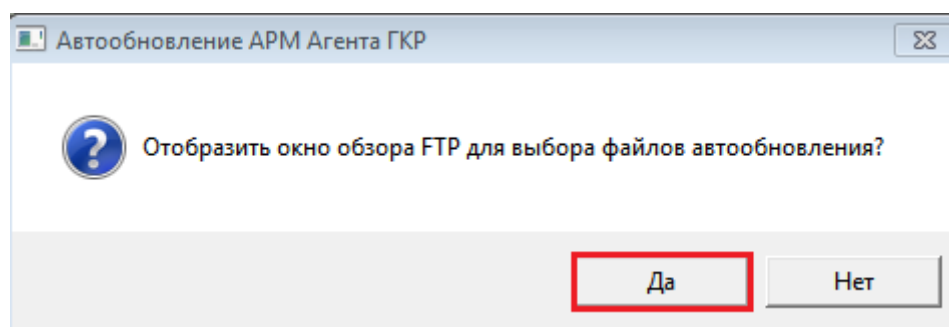 Автообновление АРМ Агента ГКР
Отобразить окно обзора FTP для выбора файлов автообновления?
Да
Нет